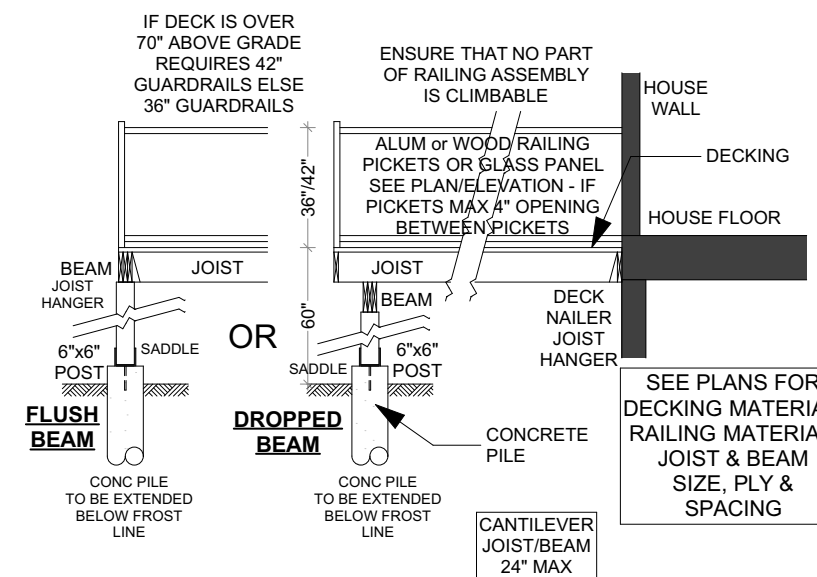 IF DECK IS OVER
70" ABOVE GRADE
REQUIRES 42"
GUARDRAILS ELSE
36" GUARDRAILS
ENSURE THAT NO PART
OF RAILING ASSEMBLY
IS CLIMBABLE
HOUSE
WALL
ALUM or WOOD RAILING
PICKETS OR GLASS PANEL
SEE PLAN/ELEVATION - IF
PICKETS MAX 4" OPENING
BETWEEN PICKETS
DECKING
36"/42"
HOUSE FLOOR
BEAM
JOIST
HANGER
JOIST
JOIST
BEAM
60"
DECK
NAILER
JOIST
HANGER
OR
6"x6"
POST
SADDLE
SADDLE
6"x6"
POST
FLUSH
BEAM
DROPPED
BEAM
CONCRETE
PILE
SEE PLANS FOR
DECKING MATERIA
RAILING MATERIA
JOIST & BEAM
SIZE, PLY &
SPACING
CONC PILE
TO BE EXTENDED
BELOW FROST
LINE
CONC PILE
TO BE EXTENDED
BELOW FROST
LINE
CANTILEVER
JOIST/BEAM
24" MAX